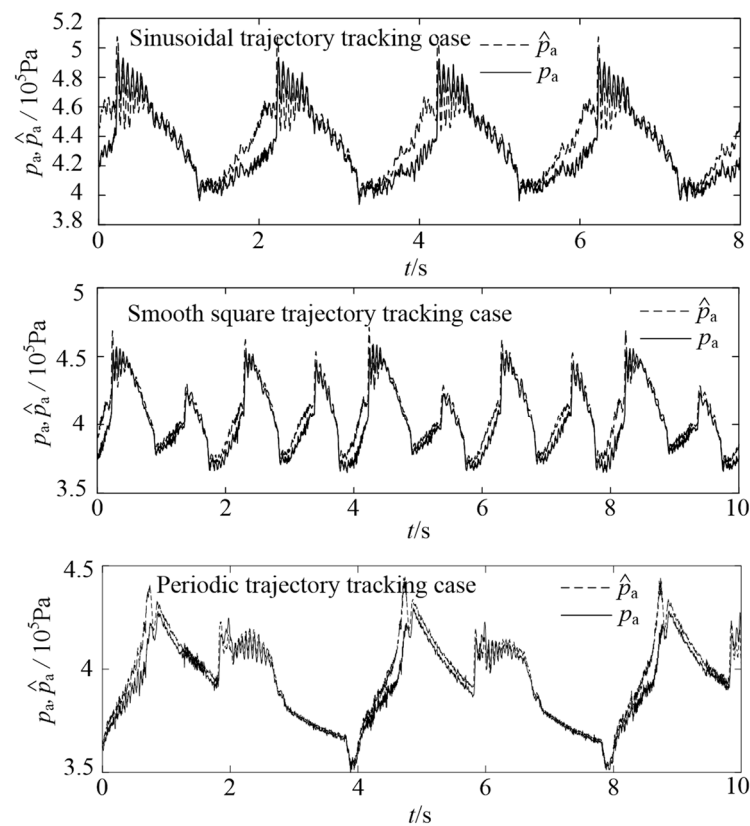 5.2
Sinusoidal trajectory tracking case
p̂a
5
pa
4.8
4.6
4.4
4.2
4
3.8
pa, p̂a / 10⁵Pa
0 2 4 6 8
t/s
5
Smooth square trajectory tracking case
p̂a
pa
4.5
4
3.5
pa, p̂a / 10⁵Pa
0 2 4 6 8 10
t/s
4.5
Periodic trajectory tracking case
p̂a
pa
4
3.5
pa, p̂a / 10⁵Pa
0 2 4 6 8 10
t/s